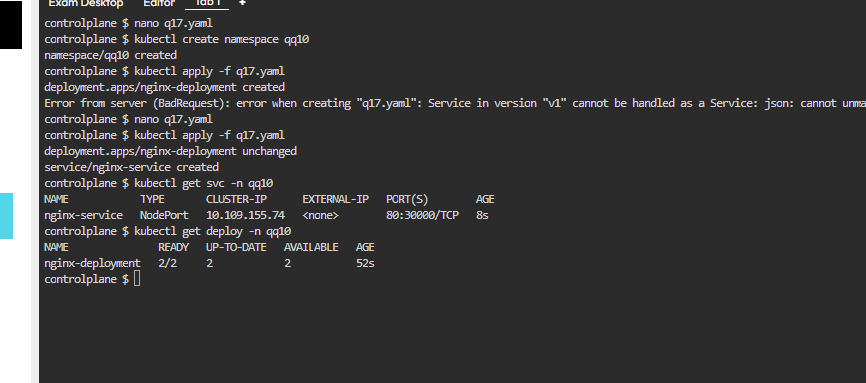 Exam Desktop Editor Tab 1 +
controlplane $ nano q17.yaml
controlplane $ kubectl create namespace qq10
namespace/qq10 created
controlplane $ kubectl apply -f q17.yaml
deployment.apps/nginx-deployment created
Error from server (BadRequest): error when creating "q17.yaml": Service in version "v1" cannot be handled as a Service: json: cannot unma
controlplane $ nano q17.yaml
controlplane $ kubectl apply -f q17.yaml
deployment.apps/nginx-deployment unchanged
service/nginx-service created
controlplane $ kubectl get svc -n qq10
NAME TYPE CLUSTER-IP EXTERNAL-IP PORT(S) AGE
nginx-service NodePort 10.109.155.74 <none> 80:30000/TCP 8s
controlplane $ kubectl get deploy -n qq10
NAME READY UP-TO-DATE AVAILABLE AGE
nginx-deployment 2/2 2 2 52s
controlplane $